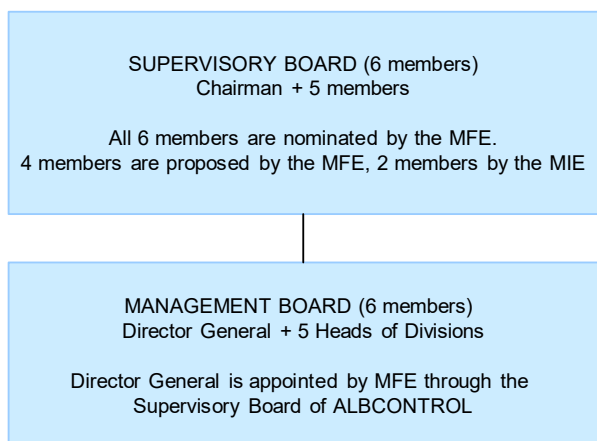 SUPERVISORY BOARD (6 members)
Chairman + 5 members
All 6 members are nominated by the MFE.
4 members are proposed by the MFE, 2 members by the MIE
MANAGEMENT BOARD (6 members)
Director General + 5 Heads of Divisions
Director General is appointed by MFE through the
Supervisory Board of ALBCONTROL